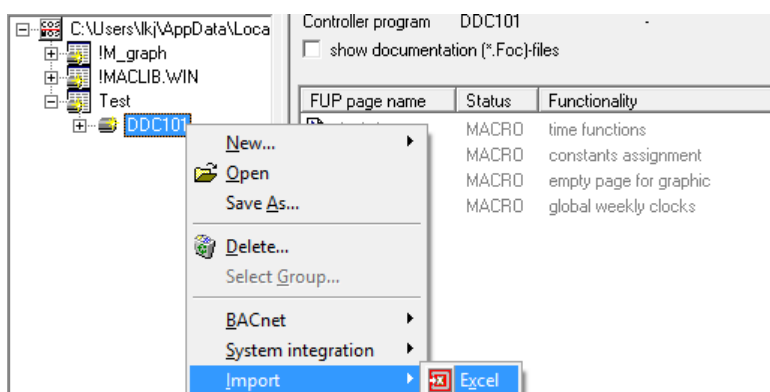 C:\Users\lkj\AppData\Loca
!M_graph
!MACLIB.WIN
Test
DDC101
Controller program DDC101 -
show documentation (*.Foc)-files
FUP page name Status Functionality
MACRO time functions
MACRO constants assignment
MACRO empty page for graphic
MACRO global weekly clocks
New...
Open
Save As...
Delete...
Select Group...
BACnet
System integration
Import
Excel